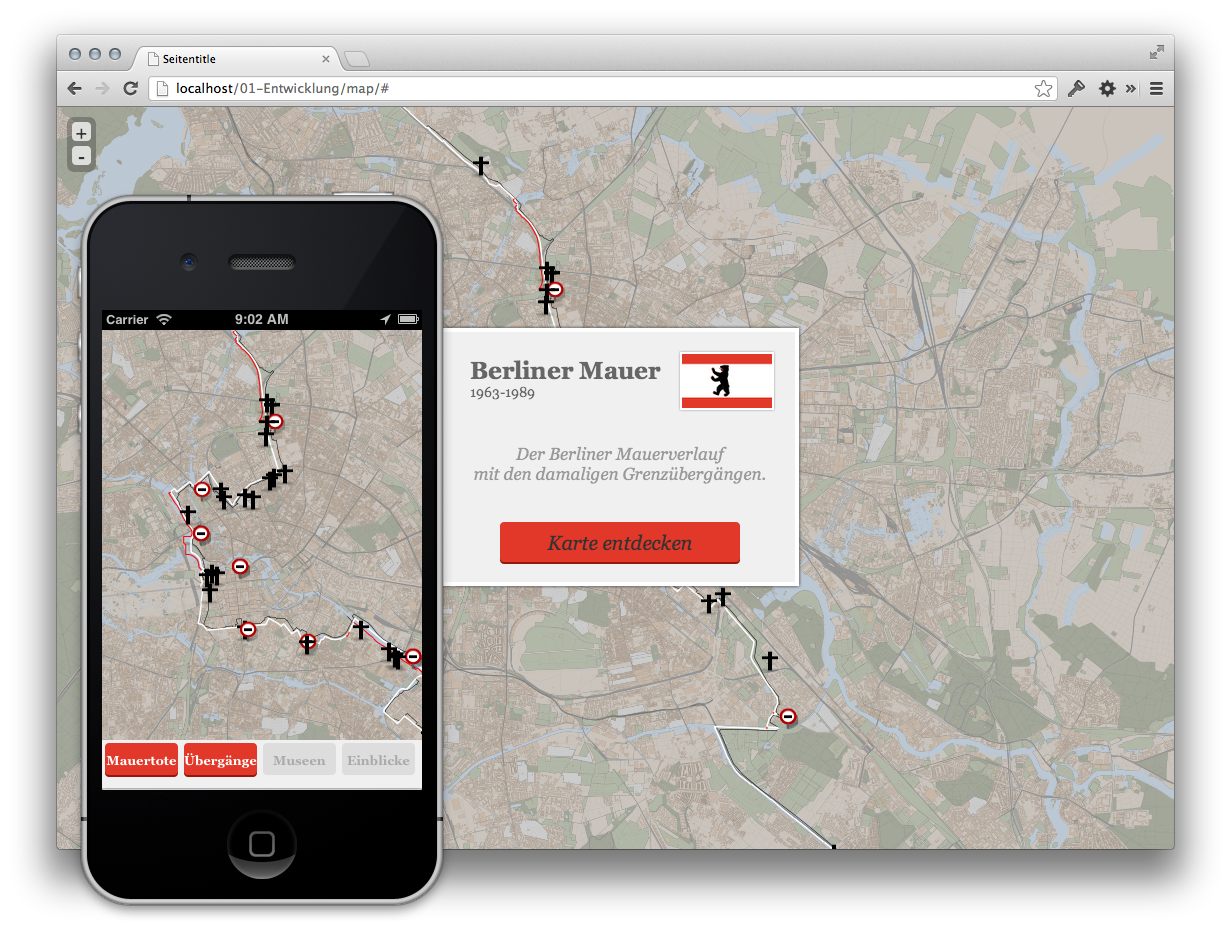 Seitentitle
localhost/01-Entwicklung/map/#
+
-
Carrier 9:02 AM
Berliner Mauer
1963-1989
Der Berliner Mauerverlauf
mit den damaligen Grenzübergängen.
Karte entdecken
Mauertote Übergänge Museen Einblicke